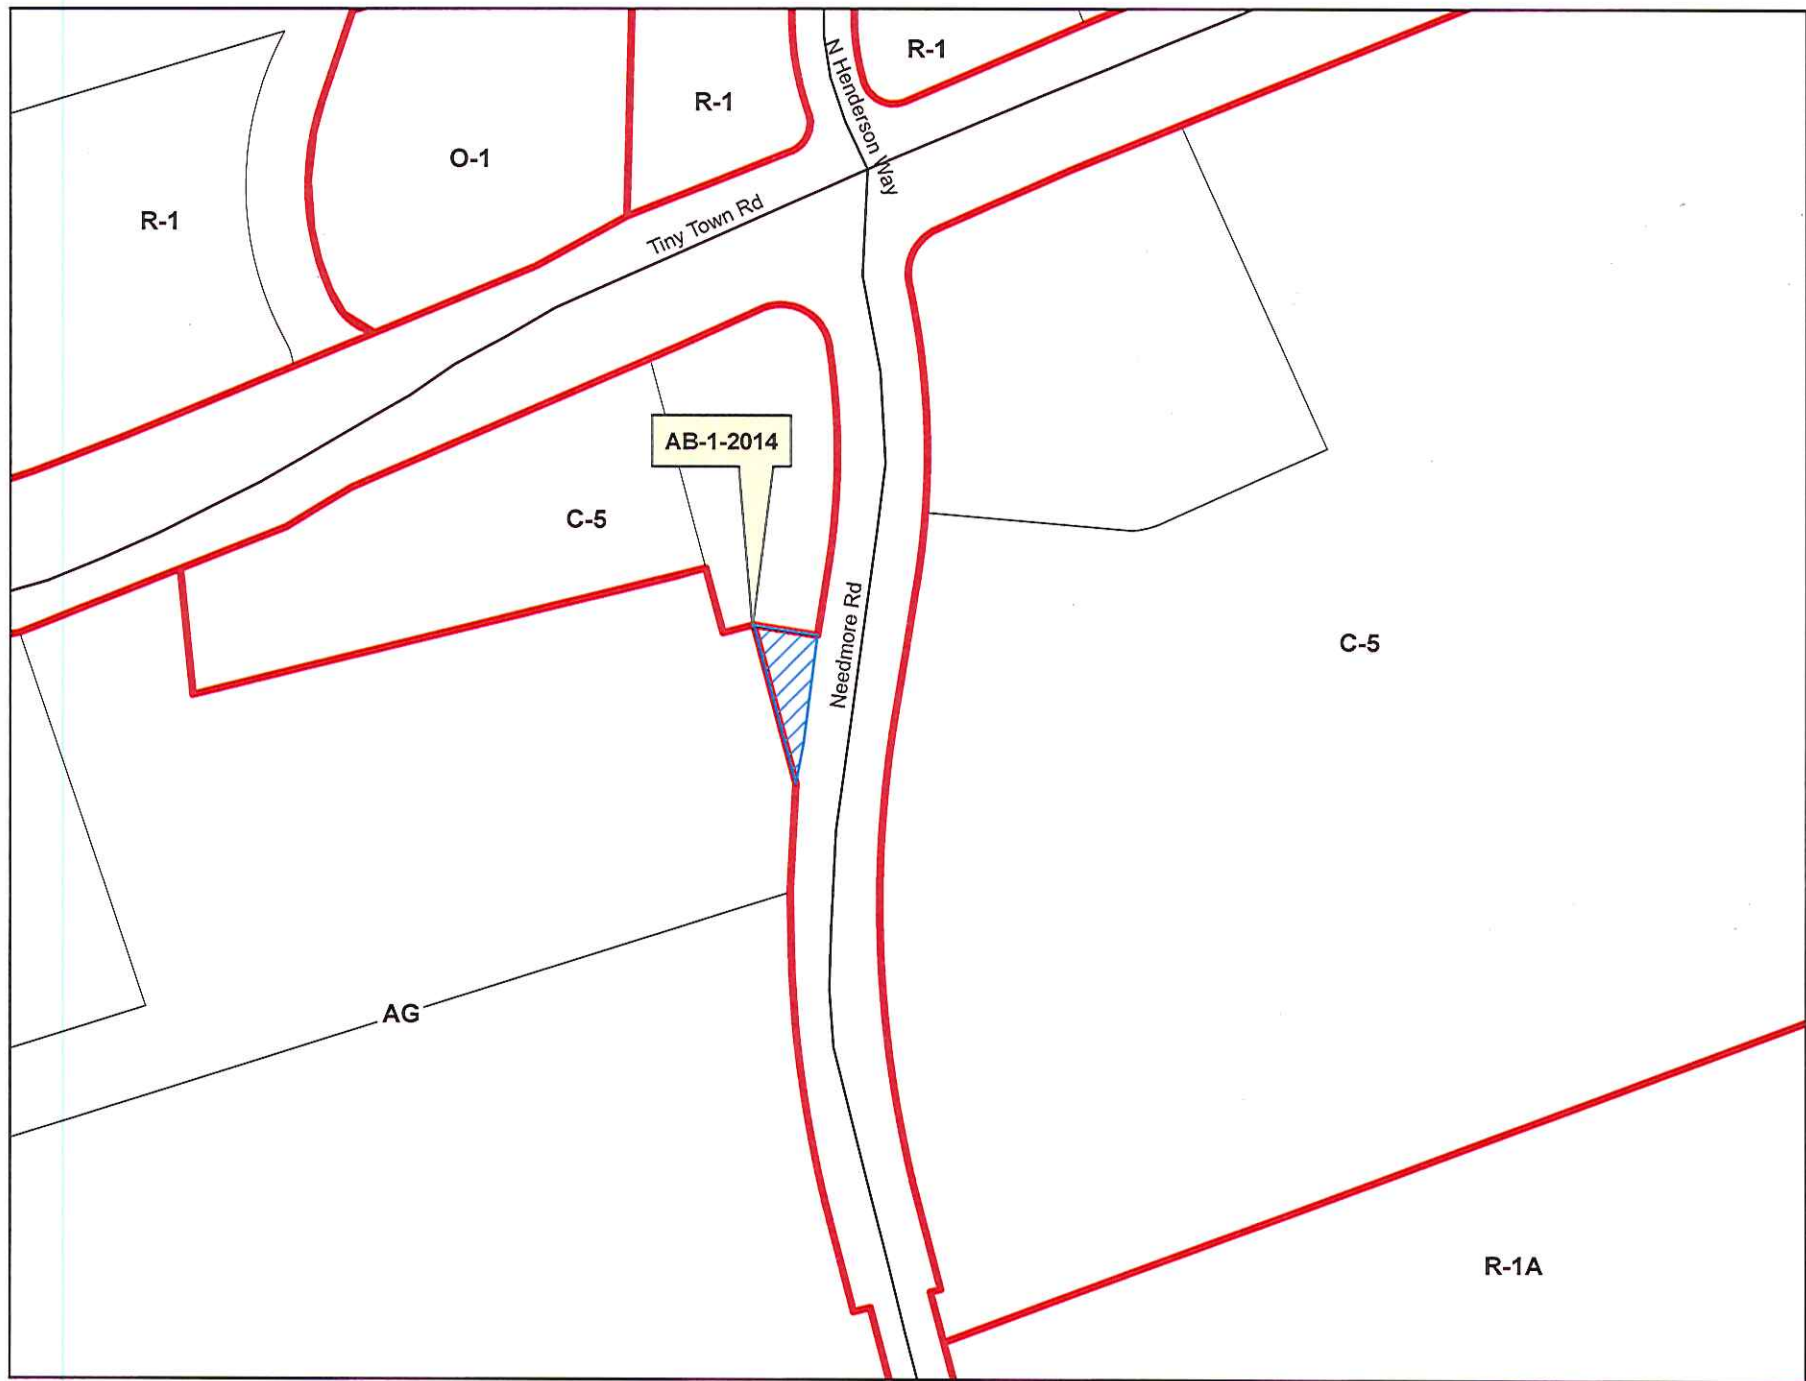 R-1
N Henderson Way
R-1
O-1
R-1
Tiny Town Rd
AB-1-2014
C-5
Needmore Rd
C-5
AG
R-1A